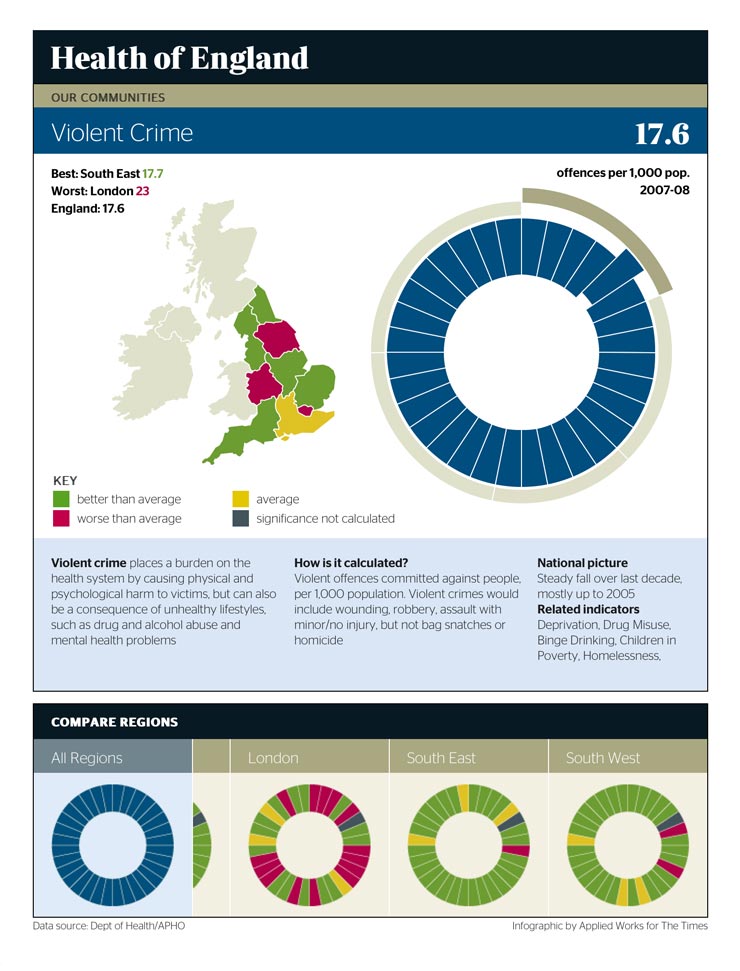 Health of England
OUR COMMUNITIES
Violent Crime
17.6
Best: South East 17.7
Worst: London 23
England: 17.6
offences per 1,000 pop.
2007-08
KEY
better than average
worse than average
average
significance not calculated
Violent crime places a burden on the
health system by causing physical and
psychological harm to victims, but can also
be a consequence of unhealthy lifestyles,
such as drug and alcohol abuse and
mental health problems
How is it calculated?
Violent offences committed against people,
per 1,000 population. Violent crimes would
include wounding, robbery, assault with
minor/no injury, but not bag snatches or
homicide
National picture
Steady fall over last decade,
mostly up to 2005
Related indicators
Deprivation, Drug Misuse,
Binge Drinking, Children in
Poverty, Homelessness,
COMPARE REGIONS
All Regions
London
South East
South West
Data source: Dept of Health/APHO
Infographic by Applied Works for The Times